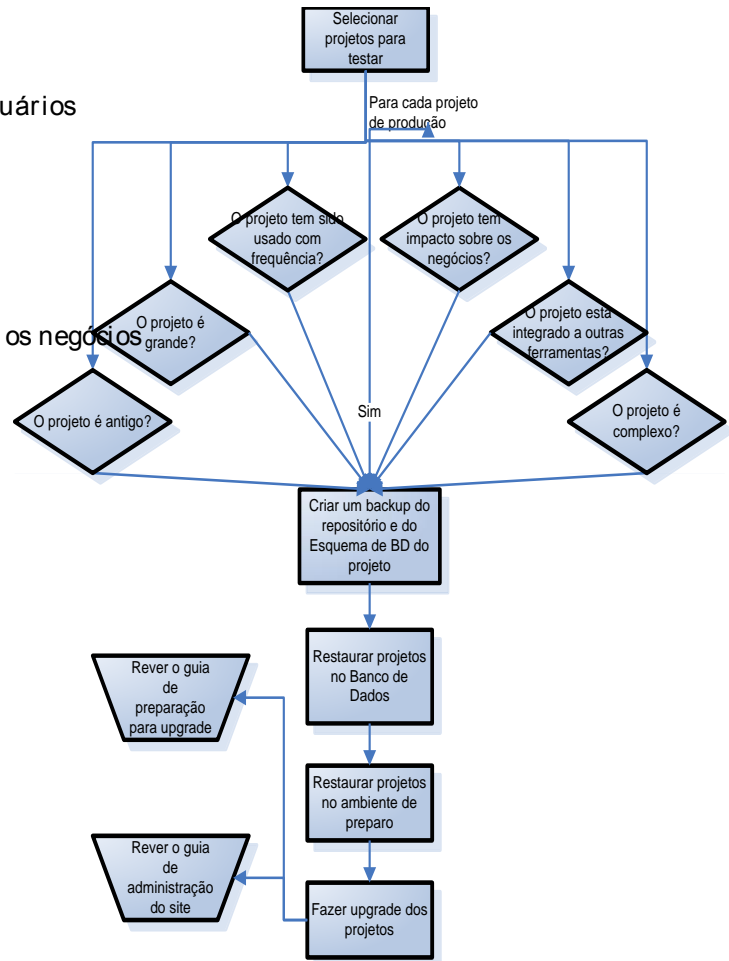 Selecionar
projetos para
testar
uários
Para cada projeto
de produção
O projeto tem sido
usado com
frequência?
O projeto tem
impacto sobre os
negócios?
os negócios
O projeto é
grande?
O projeto está
integrado a outras
ferramentas?
O projeto é antigo?
Sim
O projeto é
complexo?
Criar um backup do
repositório e do
Esquema de BD do
projeto
Restaurar projetos
no Banco de
Dados
Rever o guia
de
preparação
para upgrade
Restaurar projetos
no ambiente de
preparo
Rever o guia
de
administração
do site
Fazer upgrade dos
projetos